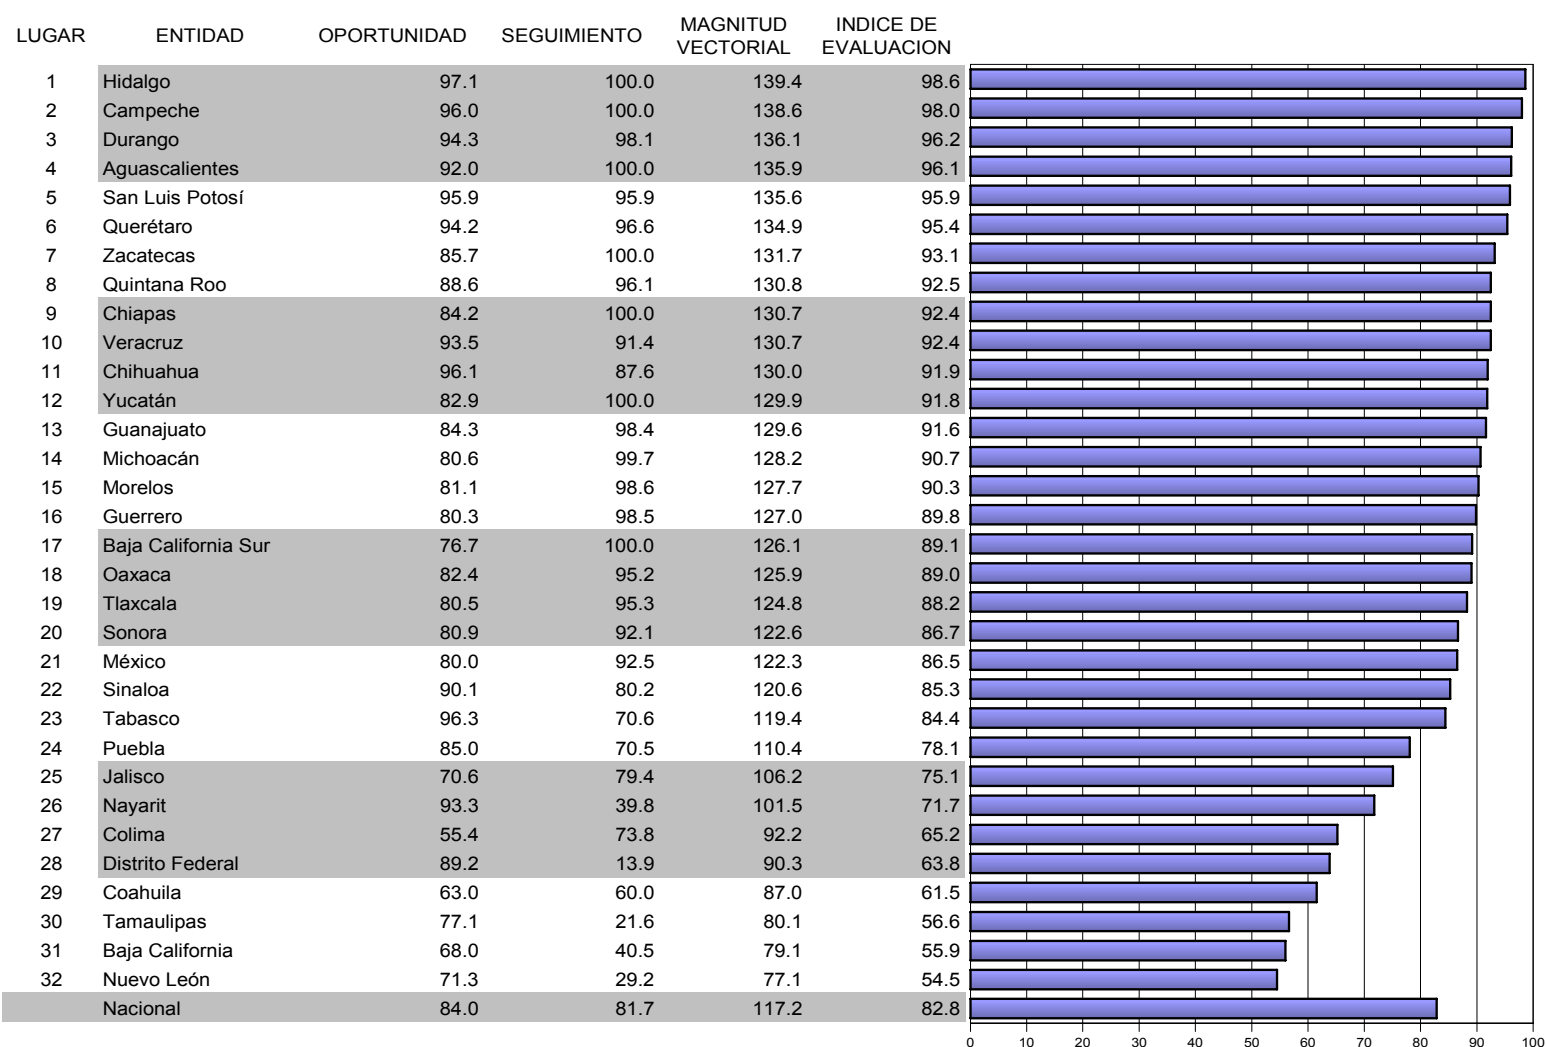 LUGAR ENTIDAD OPORTUNIDAD SEGUIMIENTO MAGNITUD VECTORIAL INDICE DE EVALUACION
1 Hidalgo 97.1 100.0 139.4 98.6
2 Campeche 96.0 100.0 138.6 98.0
3 Durango 94.3 98.1 136.1 96.2
4 Aguascalientes 92.0 100.0 135.9 96.1
5 San Luis Potosí 95.9 95.9 135.6 95.9
6 Querétaro 94.2 96.6 134.9 95.4
7 Zacatecas 85.7 100.0 131.7 93.1
8 Quintana Roo 88.6 96.1 130.8 92.5
9 Chiapas 84.2 100.0 130.7 92.4
10 Veracruz 93.5 91.4 130.7 92.4
11 Chihuahua 96.1 87.6 130.0 91.9
12 Yucatán 82.9 100.0 129.9 91.8
13 Guanajuato 84.3 98.4 129.6 91.6
14 Michoacán 80.6 99.7 128.2 90.7
15 Morelos 81.1 98.6 127.7 90.3
16 Guerrero 80.3 98.5 127.0 89.8
17 Baja California Sur 76.7 100.0 126.1 89.1
18 Oaxaca 82.4 95.2 125.9 89.0
19 Tlaxcala 80.5 95.3 124.8 88.2
20 Sonora 80.9 92.1 122.6 86.7
21 México 80.0 92.5 122.3 86.5
22 Sinaloa 90.1 80.2 120.6 85.3
23 Tabasco 96.3 70.6 119.4 84.4
24 Puebla 85.0 70.5 110.4 78.1
25 Jalisco 70.6 79.4 106.2 75.1
26 Nayarit 93.3 39.8 101.5 71.7
27 Colima 55.4 73.8 92.2 65.2
28 Distrito Federal 89.2 13.9 90.3 63.8
29 Coahuila 63.0 60.0 87.0 61.5
30 Tamaulipas 77.1 21.6 80.1 56.6
31 Baja California 68.0 40.5 79.1 55.9
32 Nuevo León 71.3 29.2 77.1 54.5
Nacional 84.0 81.7 117.2 82.8
0 10 20 30 40 50 60 70 80 90 100